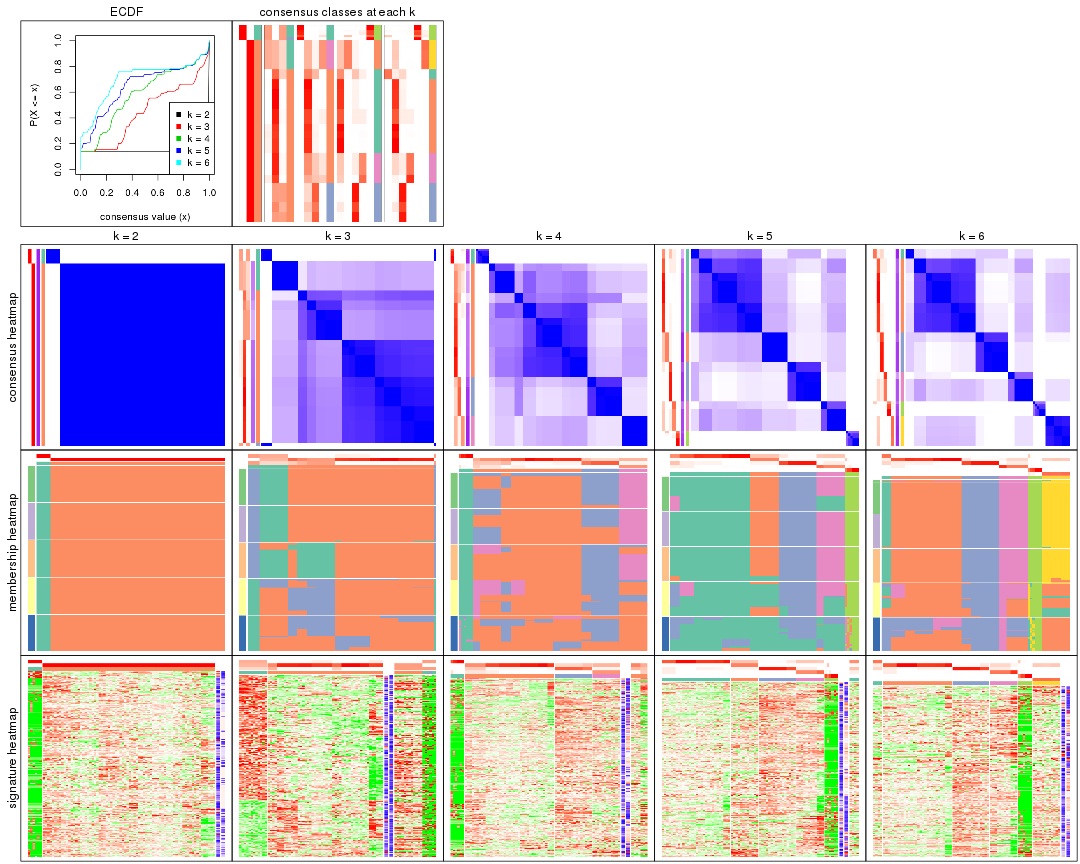 ECDF
consensus classes at each k
P(X <= x)
1.0
0.8
0.6
0.4
0.2
0.0
k = 2
k = 3
k = 4
k = 5
k = 6
0.0 0.2 0.4 0.6 0.8 1.0
consensus value (x)
k = 2 k = 3 k = 4 k = 5 k = 6
consensus heatmap
membership heatmap
signature heatmap